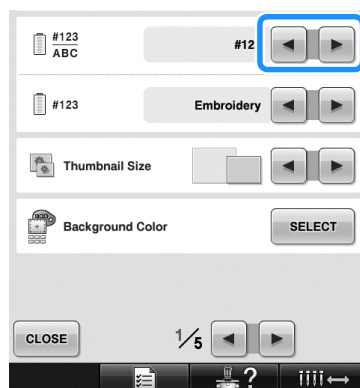 #123
ABC
#12
#123
Embroidery
Thumbnail Size
Background Color
SELECT
CLOSE
1/5
?